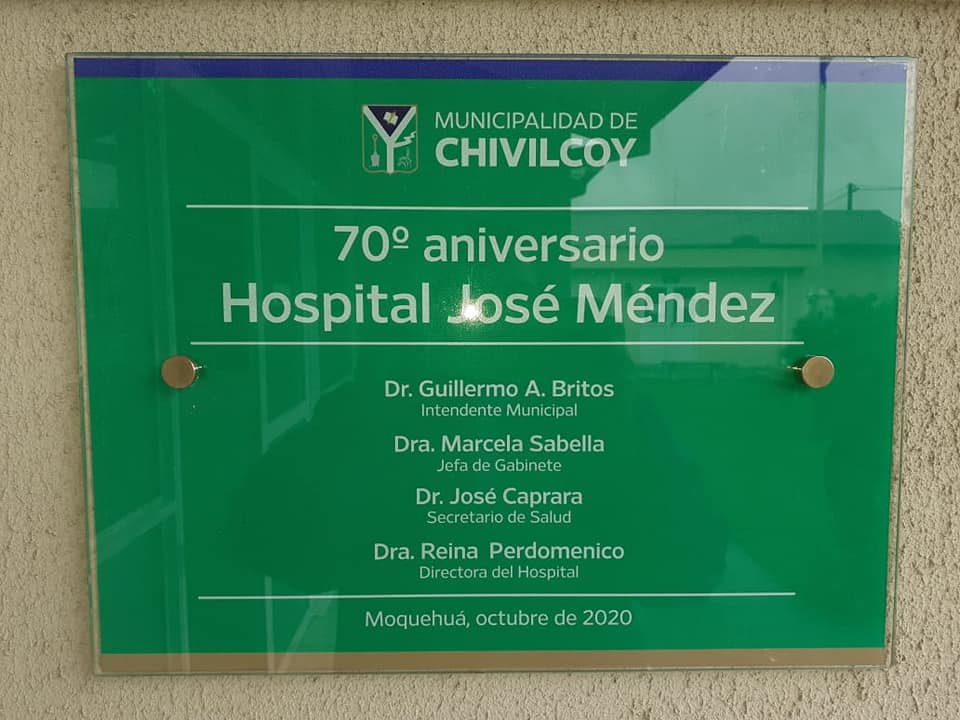 MUNICIPALIDAD DE
CHIVILCOY
70º aniversario
Hospital José Méndez
Dr. Guillermo A. Britos
Intendente Municipal
Dra. Marcela Sabella
Jefa de Gabinete
Dr. José Caprara
Secretario de Salud
Dra. Reina Perdomenico
Directora del Hospital
Moquehuá, octubre de 2020